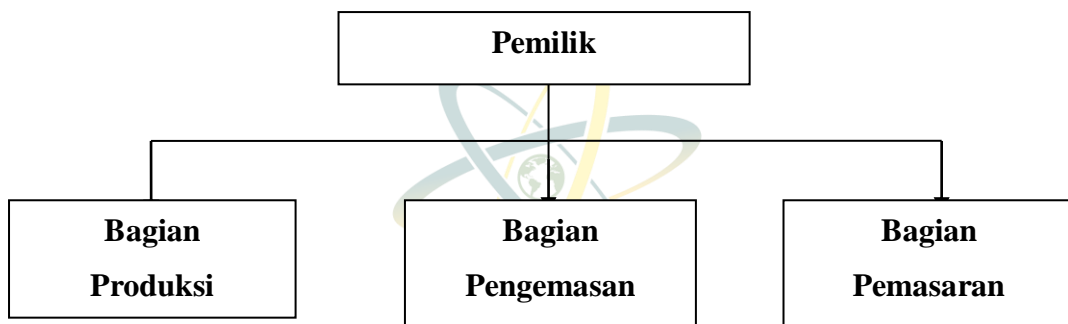 Pemilik
Bagian
Produksi
Bagian
Pengemasan
Bagian
Pemasaran